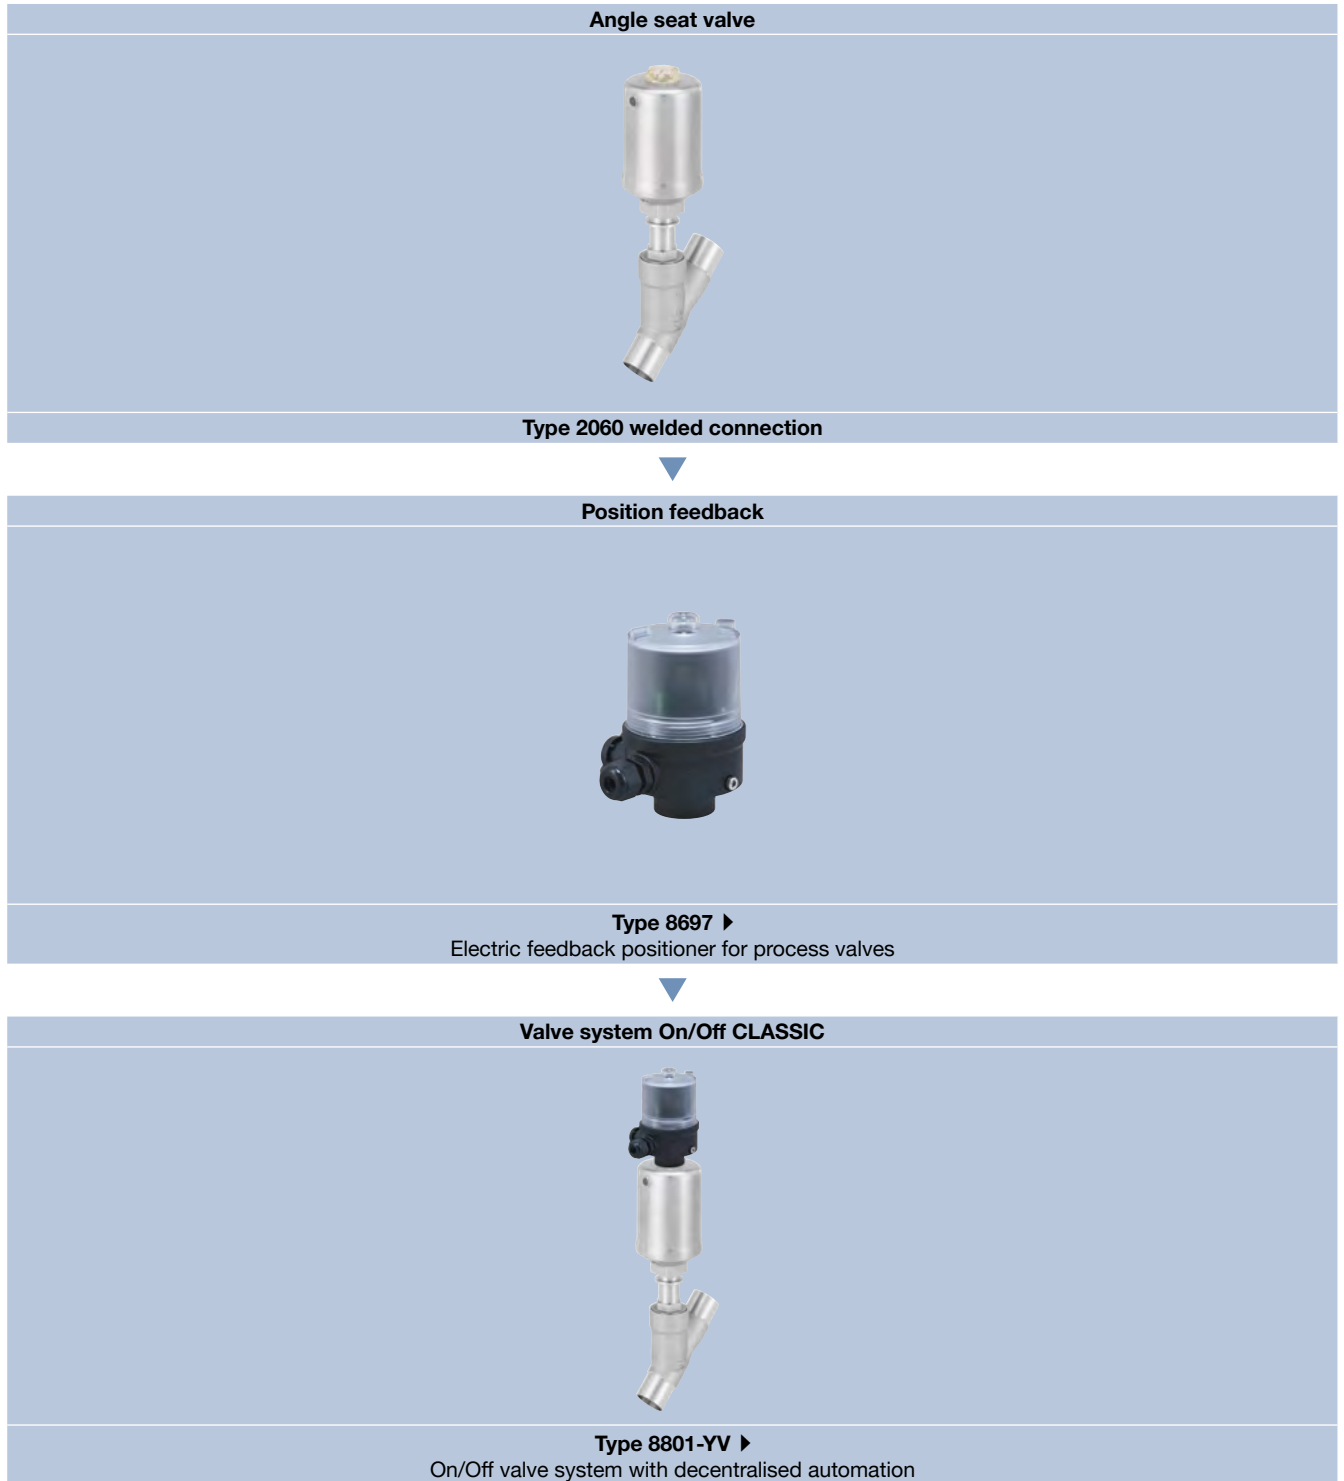 Angle seat valve
Type 2060 welded connection
Position feedback
Type 8697
Electric feedback positioner for process valves
Valve system On/Off CLASSIC
Type 8801-YV
On/Off valve system with decentralised automation